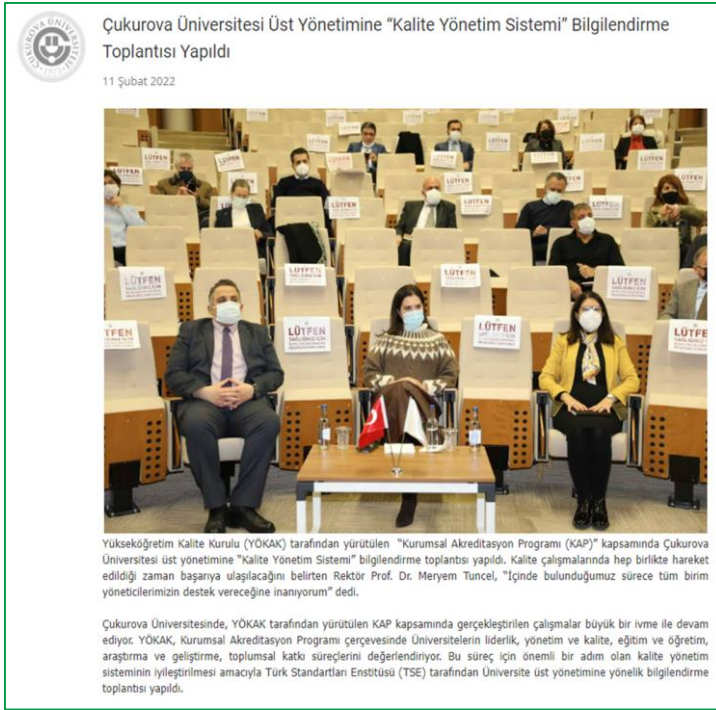 Çukurova Üniversitesi Üst Yönetimine “Kalite Yönetim Sistemi” Bilgilendirme
Toplantısı Yapıldı
11 Şubat 2022
ÇUKUROVA ÜNİVERSİTESİ
LÜTFEN
LÜTFEN
LÜTFEN
LÜTFEN
LÜTFEN
SAĞLIĞINIZ İÇİN
LÜTFEN
LÜTFEN
Yükseköğretim Kalite Kurulu (YÖKAK) tarafından yürütülen “Kurumsal Akreditasyon Programı (KAP)” kapsamında Çukurova
Üniversitesi üst yönetimine “Kalite Yönetim Sistemi” bilgilendirme toplantısı yapıldı. Kalite çalışmalarında hep birlikte hareket
edildiği zaman başarıya ulaşılacağını belirten Rektör Prof. Dr. Meryem Tuncel, “İçinde bulunduğumuz sürece tüm birim
yöneticilerimizin destek vereceğine inanıyorum” dedi.
Çukurova Üniversitesinde, YÖKAK tarafından yürütülen KAP kapsamında gerçekleştirilen çalışmalar büyük bir ivme ile devam
ediyor. YÖKAK, Kurumsal Akreditasyon Programı çerçevesinde Üniversitelerin liderlik, yönetim ve kalite, eğitim ve öğretim,
araştırma ve geliştirme, toplumsal katkı süreçlerini değerlendiriyor. Bu süreç için önemli bir adım olan kalite yönetim
sisteminin iyileştirilmesi amacıyla Türk Standartları Enstitüsü (TSE) tarafından Üniversite üst yönetimine yönelik bilgilendirme
toplantısı yapıldı.